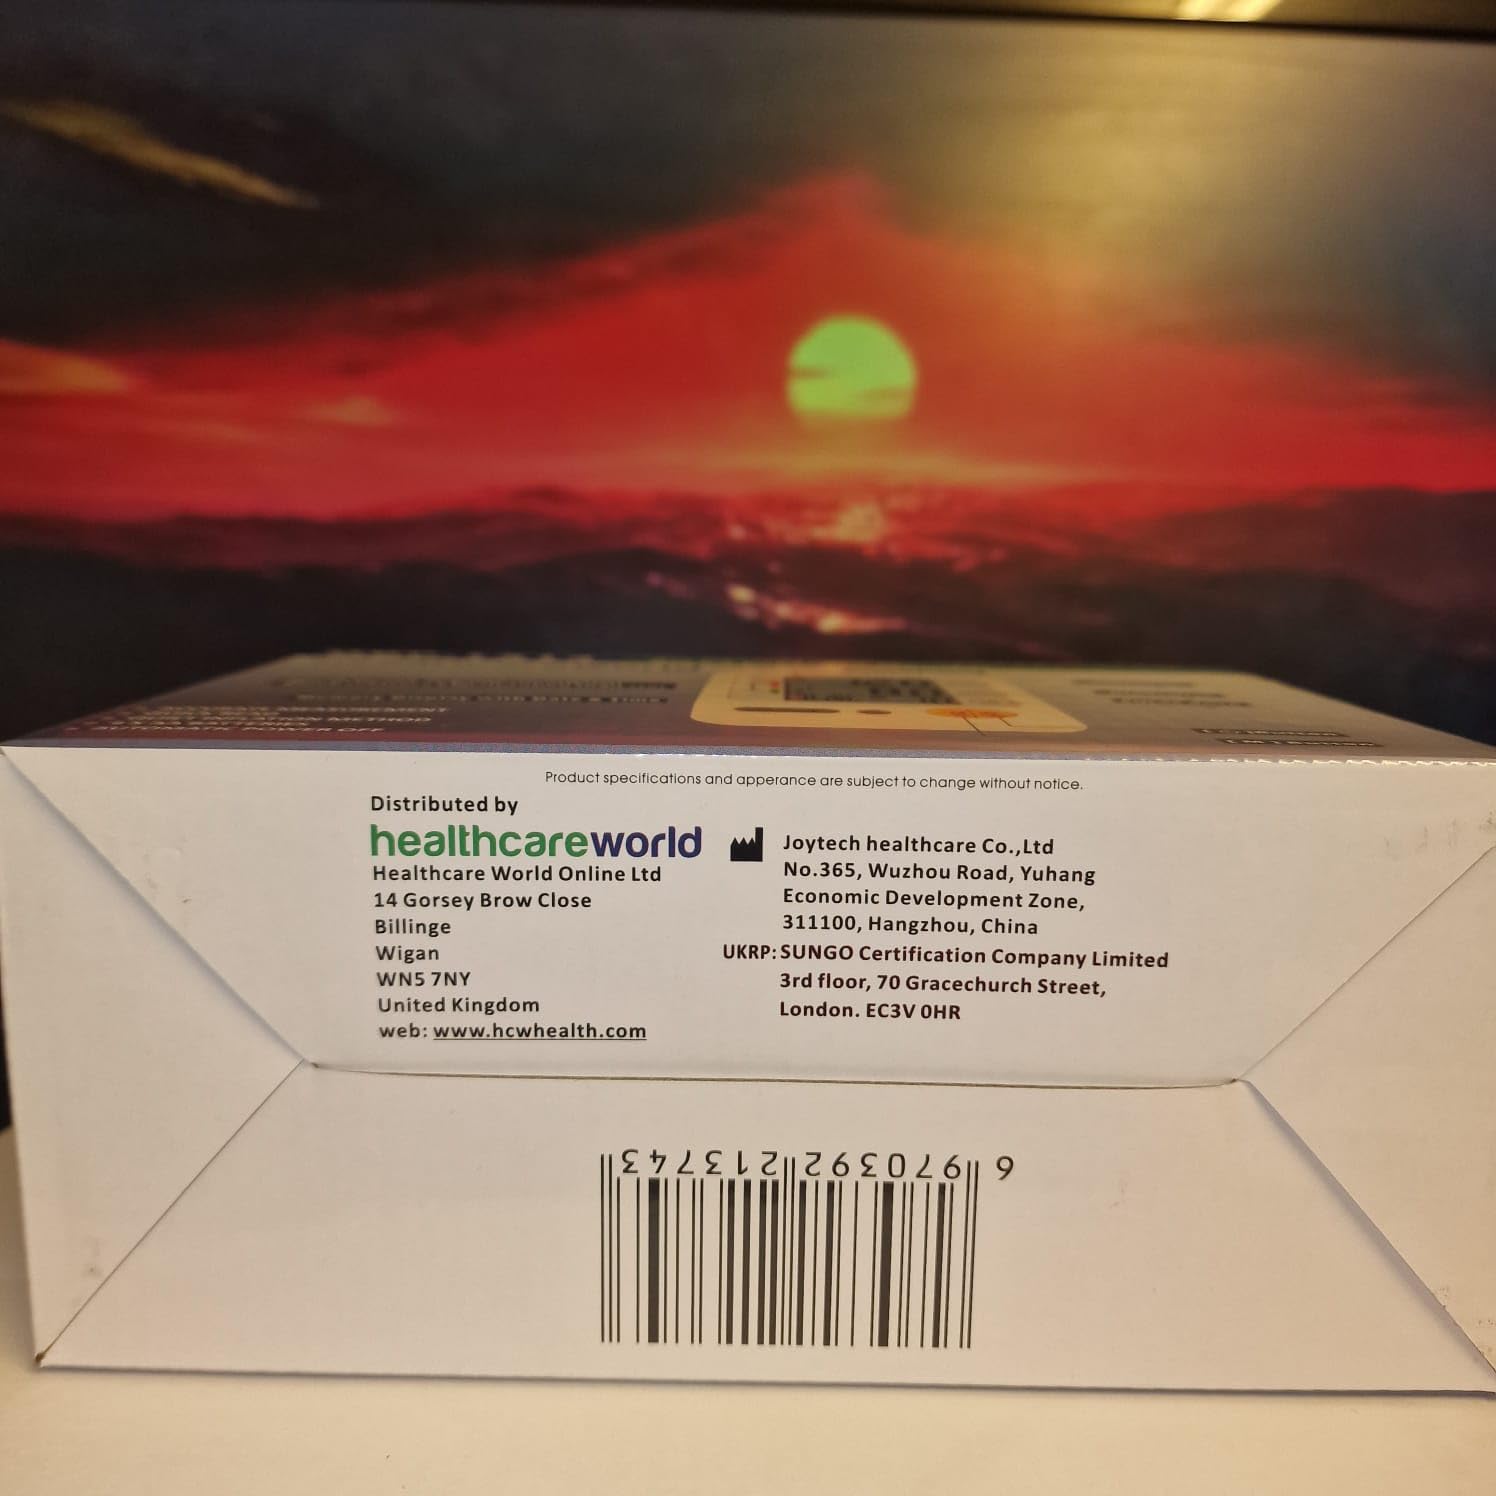 AUTOMATIC POWER OFF
Product specifications and apperance are subject to change without notice.
Distributed by
healthcareworld
Healthcare World Online Ltd
14 Gorsey Brow Close
Billinge
Wigan
WN5 7NY
United Kingdom
web: www.hcwhealth.com
Joytech healthcare Co.,Ltd
No.365, Wuzhou Road, Yuhang
Economic Development Zone,
311100, Hangzhou, China
UKRP: SUNGO Certification Company Limited
3rd floor, 70 Gracechurch Street,
London. EC3V 0HR
6 970392 213743